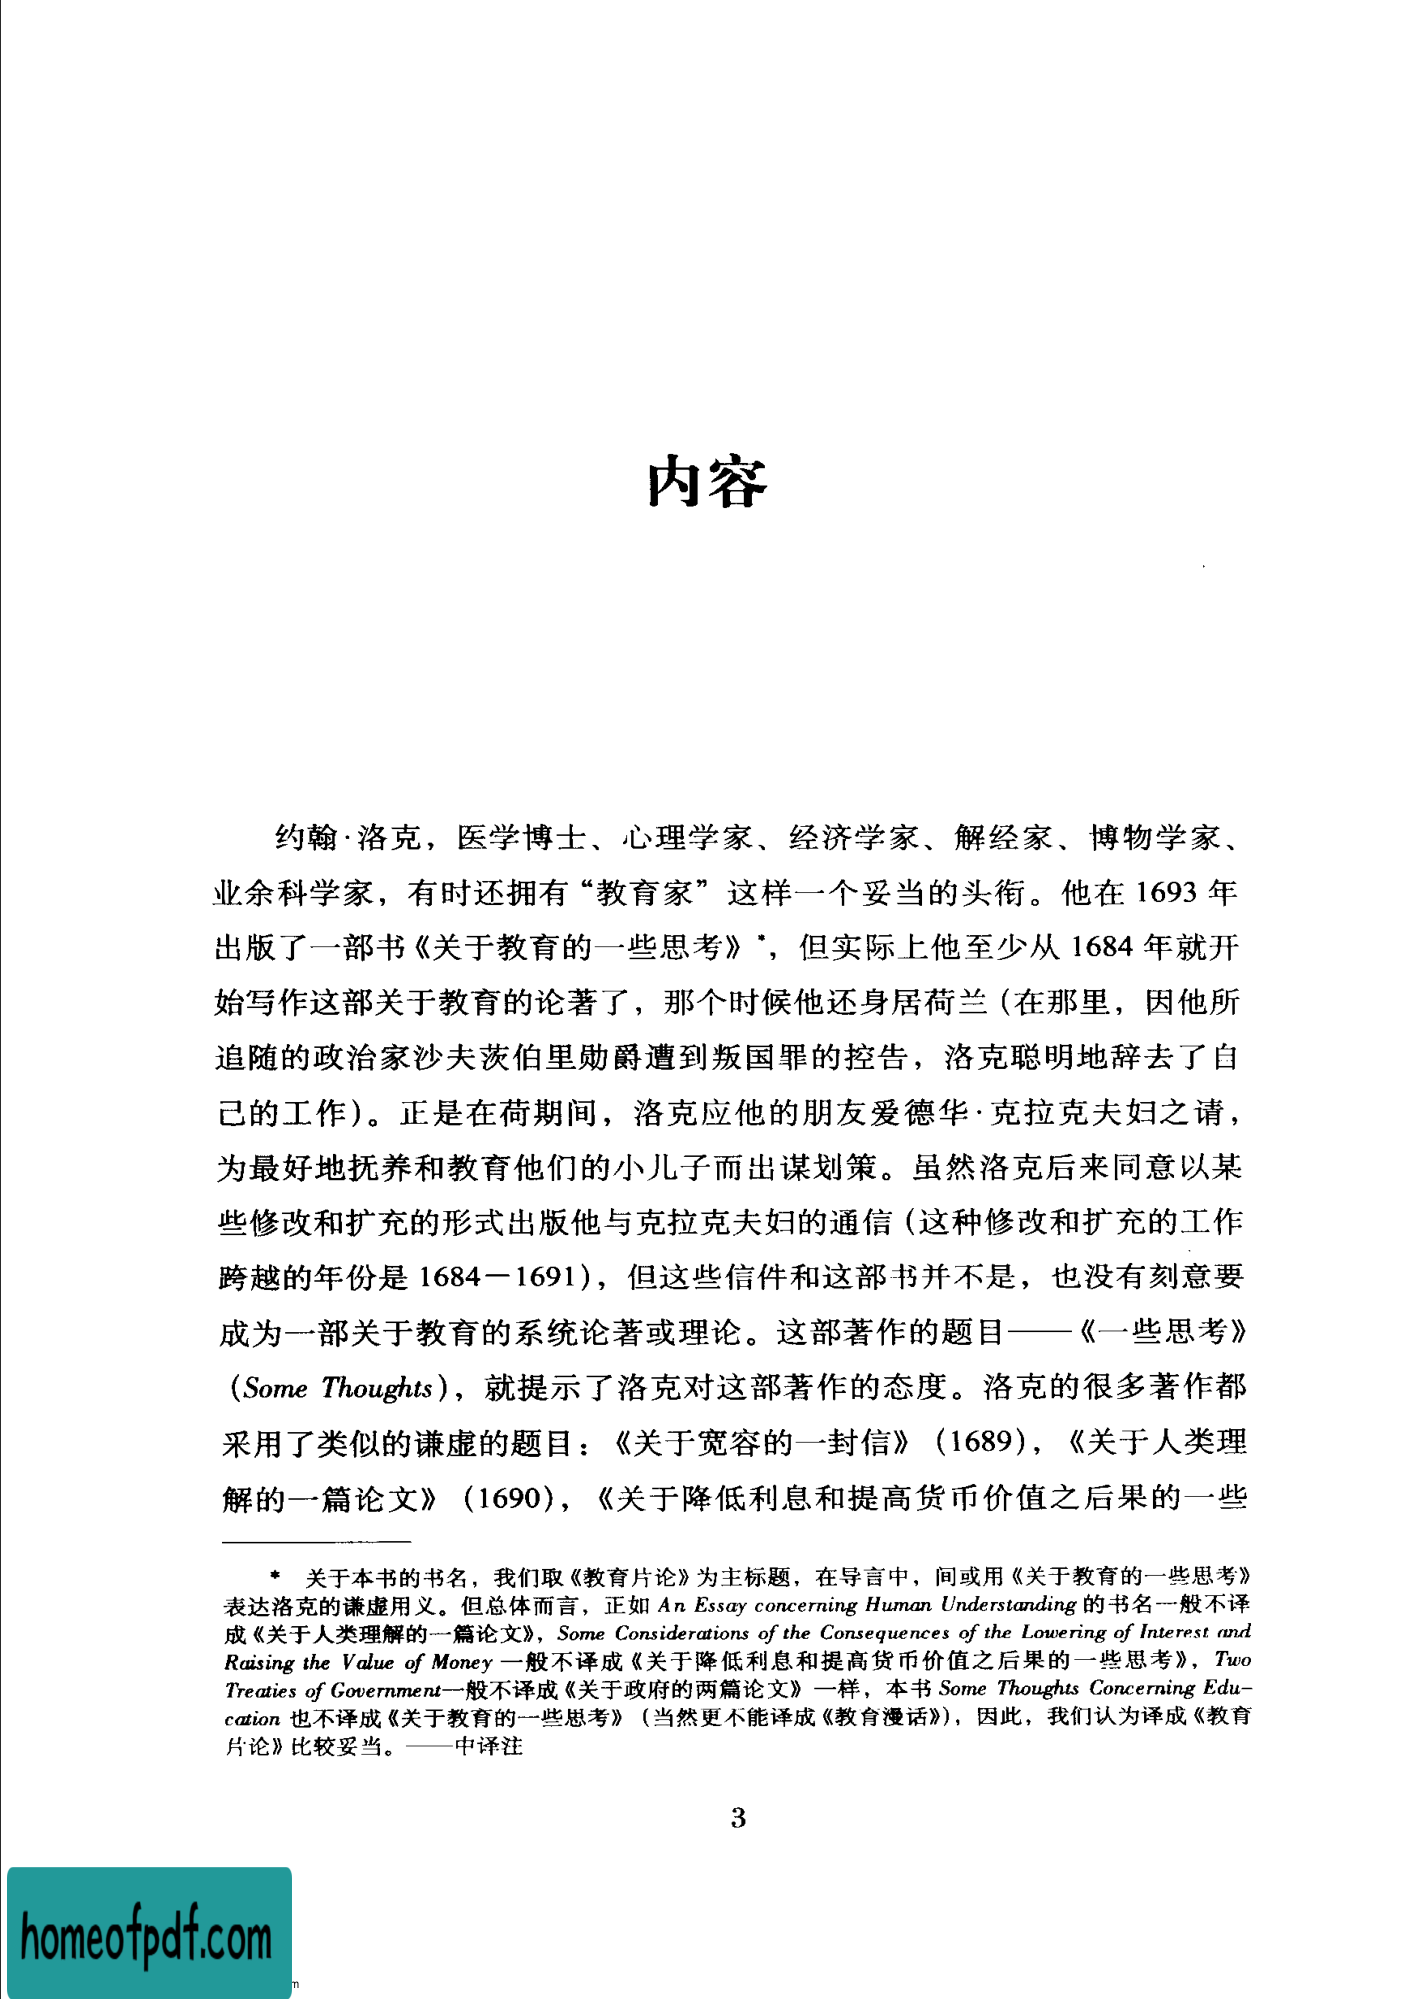 内容
约翰·洛克，医学博士、心理学家、经济学家、解经家、博物学家、
业余科学家，有时还拥有“教育家”这样一个妥当的头衔。他在 1693 年
出版了一部书《关于教育的一些思考》*，但实际上他至少从 1684 年就开
始写作这部关于教育的论著了，那个时候他还身居荷兰（在那里，因他所
追随的政治家沙夫茨伯里勋爵遭到叛国罪的控告，洛克聪明地辞去了自
己的工作）。正是在荷期间，洛克应他的朋友爱德华·克拉克夫妇之请，
为最好地抚养和教育他们的小儿子而出谋划策。虽然洛克后来同意以某
些修改和扩充的形式出版他与克拉克夫妇的通信（这种修改和扩充的工作
跨越的年份是 1684－1691），但这些信件和这部书并不是，也没有刻意要
成为一部关于教育的系统论著或理论。这部著作的题目——《一些思考》
（Some Thoughts），就提示了洛克对这部著作的态度。洛克的很多著作都
采用了类似的谦虚的题目：《关于宽容的一封信》（1689），《关于人类理
解的一篇论文》（1690），《关于降低利息和提高货币价值之后果的一些
* 关于本书的书名，我们取《教育片论》为主标题，在导言中，间或用《关于教育的一些思考》
表达洛克的谦虚用义。但总体而言，正如 An Essay concerning Human Understanding 的书名一般不译
成《关于人类理解的一篇论文》，Some Considerations of the Consequences of the Lowering of Interest and
Raising the Value of Money 一般不译成《关于降低利息和提高货币价值之后果的一些思考》，Two
Treaties of Government一般不译成《关于政府的两篇论文》一样，本书 Some Thoughts Concerning Edu-
cation 也不译成《关于教育的一些思考》（当然更不能译成《教育漫话》），因此，我们认为译成《教育
片论》比较妥当。——中译注
3
homeofpdf.com
m